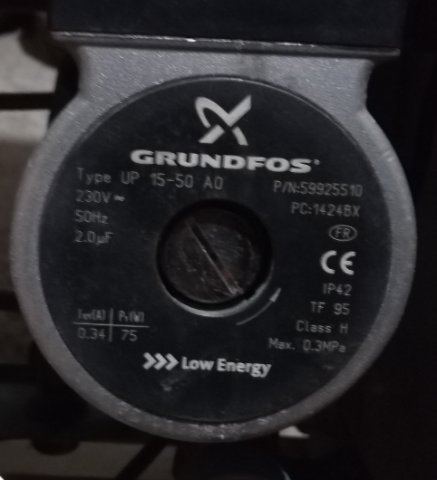 GRUNDFOS
Type UP 15-50 AO
P/N:59925510
230V~
PC:1424BX
50Hz
FR
2.0µF
CE
IP42
TF 95
I₁/₁(A) P₁(W)
0.34 75
Class H
Max. 0.3MPa
>>> Low Energy